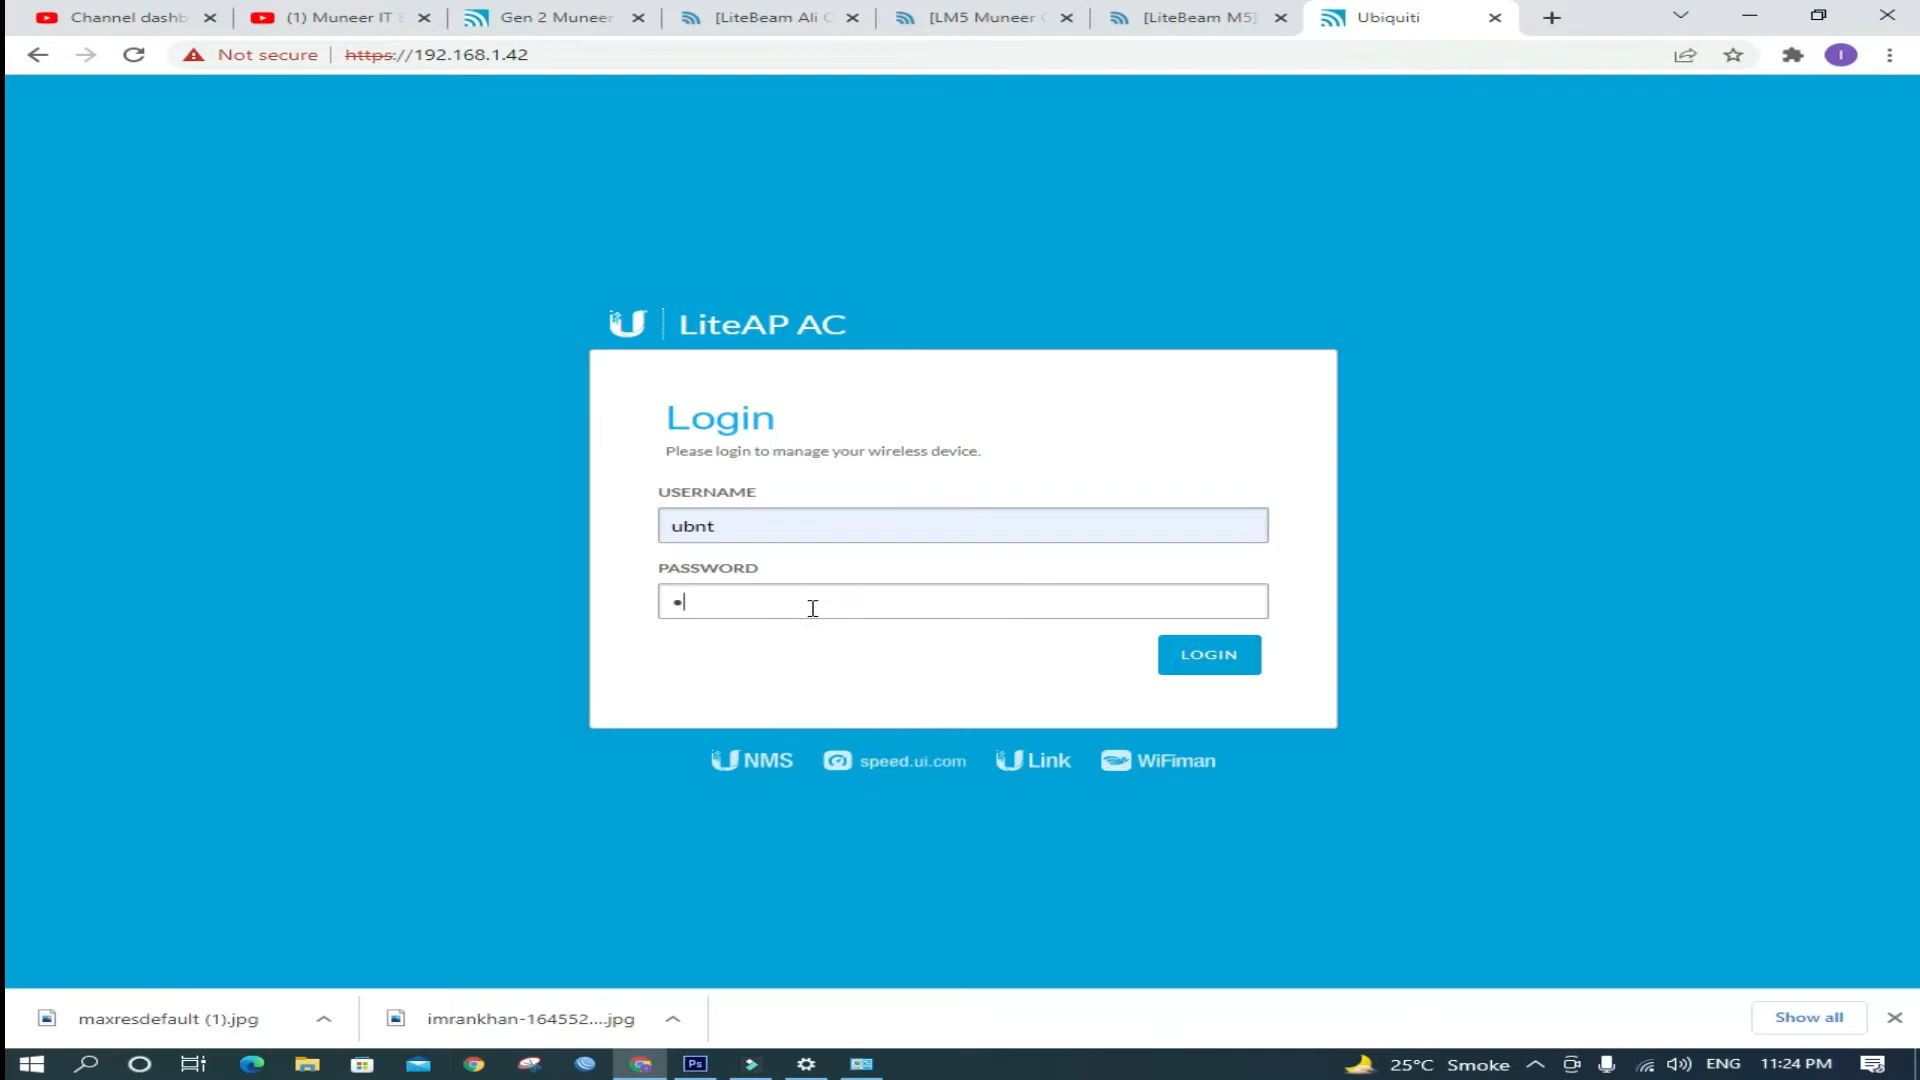 Channel dashb
(1) Muneer IT
Gen 2 Muneer
[LiteBeam Ali
[LM5 Muneer
[LiteBeam M5]
Ubiquiti
Not secure
https://192.168.1.42
I
U LiteAP AC
Login
Please login to manage your wireless device.
USERNAME
ubnt
PASSWORD
LOGIN
UNMS speed.ui.com U Link WiFiman
maxresdefault (1).jpg
imrankhan-164552....jpg
Show all
Ps
25°C Smoke
ENG
11:24 PM